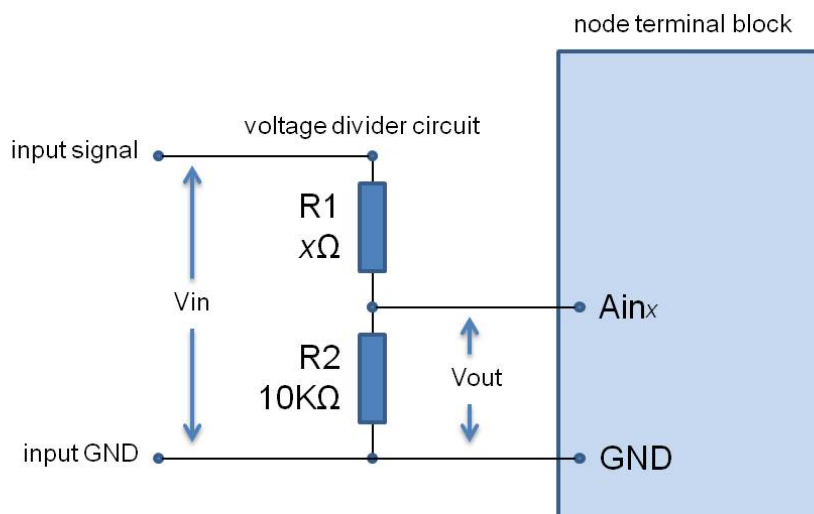 node terminal block
voltage divider circuit
input signal
R1
xΩ
Vin
Ainx
R2
10KΩ
Vout
input GND
GND